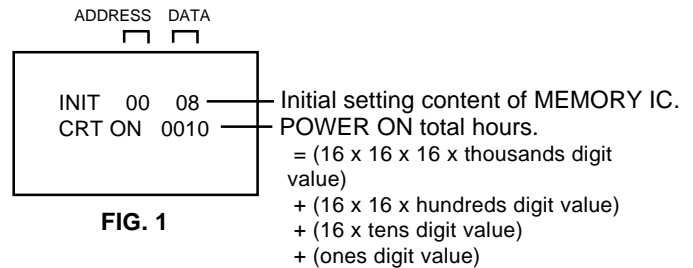 ADDRESS DATA
INIT 00 08 Initial setting content of MEMORY IC.
CRT ON 0010 POWER ON total hours.
= (16 x 16 x 16 x thousands digit
value)
+ (16 x 16 x hundreds digit value)
+ (16 x tens digit value)
+ (ones digit value)
FIG. 1